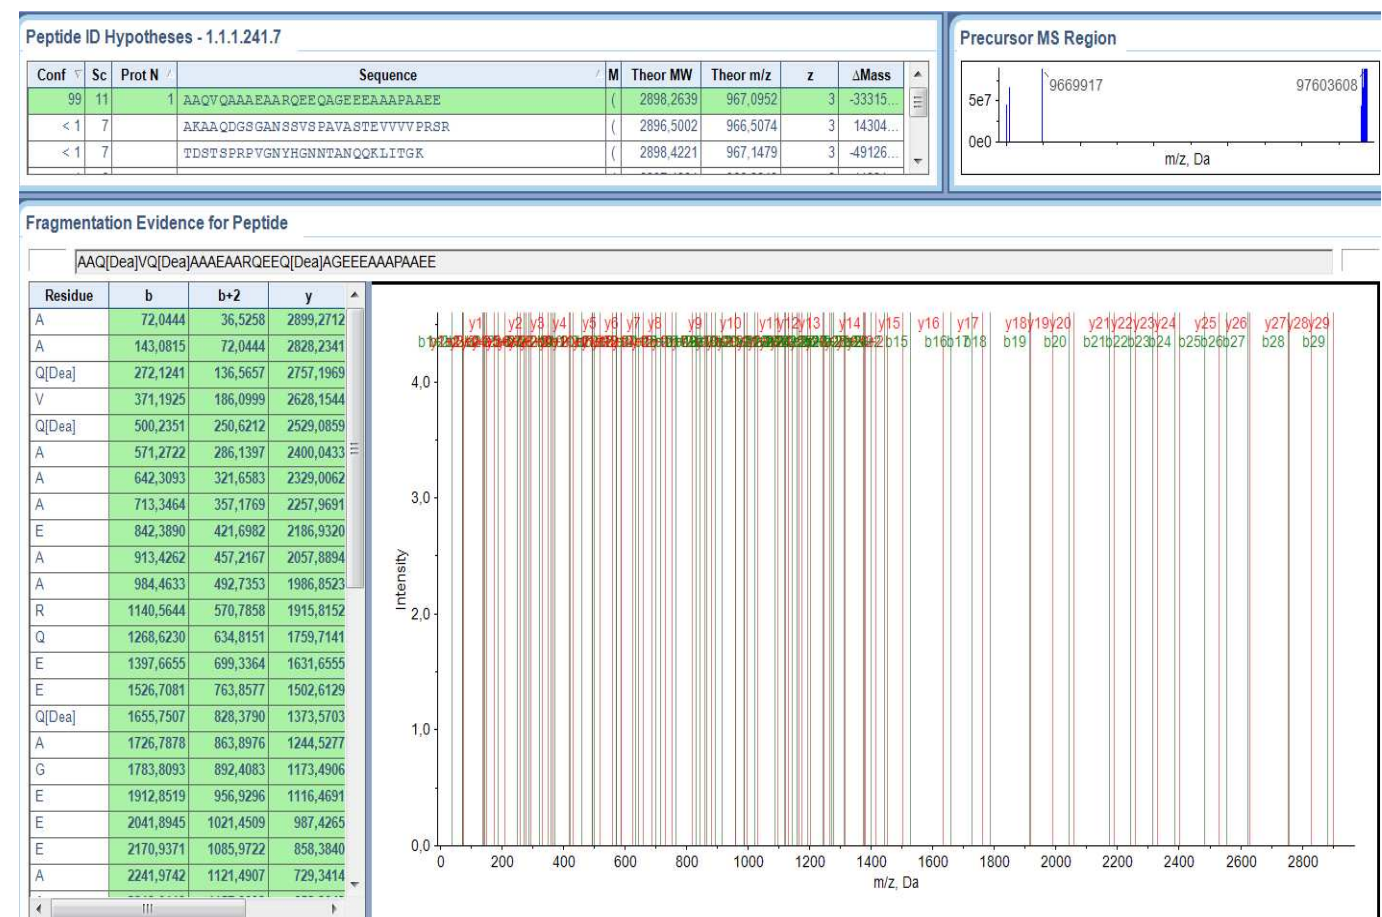 Peptide ID Hypotheses - 1.1.1.241.7
Conf Sc Prot N Sequence M Theor MW Theor m/z z ΔMass
99 11 1 AAQVQAAAEAARQEEQAGEEEAAAPAAEE ( 2898,2639 967,0952 3 -33315...
< 1 7 AKAAQDGSGANSSVSPAVASTEVVVVPRSR ( 2896,5002 966,5074 3 14304...
< 1 7 TDSTSPRPVGNYHGNNTANQQKLITGK ( 2898,4221 967,1479 3 -49126...
Precursor MS Region
9669917 97603608
5e7
0e0
m/z, Da
Fragmentation Evidence for Peptide
AAQ[Dea]VQ[Dea]AAAEAARQEEQ[Dea]AGEEEAAAPAAEE
Residue b b+2 y
A 72,0444 36,5258 2899,2712
A 143,0815 72,0444 2828,2341
Q[Dea] 272,1241 136,5657 2757,1969
V 371,1925 186,0999 2628,1544
Q[Dea] 500,2351 250,6212 2529,0859
A 571,2722 286,1397 2400,0433
A 642,3093 321,6583 2329,0062
A 713,3464 357,1769 2257,9691
E 842,3890 421,6982 2186,9320
A 913,4262 457,2167 2057,8894
A 984,4633 492,7353 1986,8523
R 1140,5644 570,7858 1915,8152
Q 1268,6230 634,8151 1759,7141
E 1397,6655 699,3364 1631,6555
E 1526,7081 763,8577 1502,6129
Q[Dea] 1655,7507 828,3790 1373,5703
A 1726,7878 863,8976 1244,5277
G 1783,8093 892,4083 1173,4906
E 1912,8519 956,9296 1116,4691
E 2041,8945 1021,4509 987,4265
E 2170,9371 1085,9722 858,3840
A 2241,9742 1121,4907 729,3414
y1 y2 y3 y4 y5 y6 y7 y8 y9 y10 y11 y12 y13 y14 y15 y16 y17 y18 y19 y20 y21 y22 y23 y24 y25 y26 y27 y28 y29
b15 b16 b17 b18 b19 b20 b21 b22 b23 b24 b25 b26 b27 b28 b29
4,0
3,0
2,0
1,0
0,0
Intensity
0 200 400 600 800 1000 1200 1400 1600 1800 2000 2200 2400 2600 2800
m/z, Da